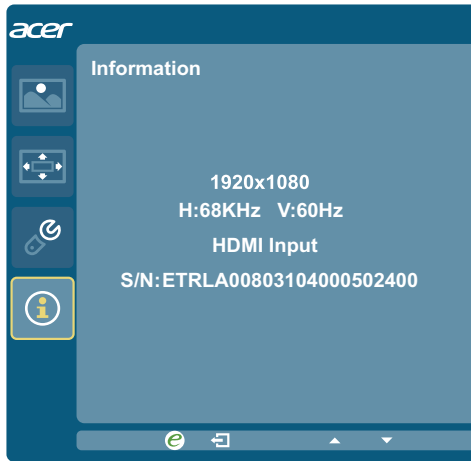 acer
Information
1920x1080
H:68KHz V:60Hz
HDMI Input
S/N:ETRLA00803104000502400
e